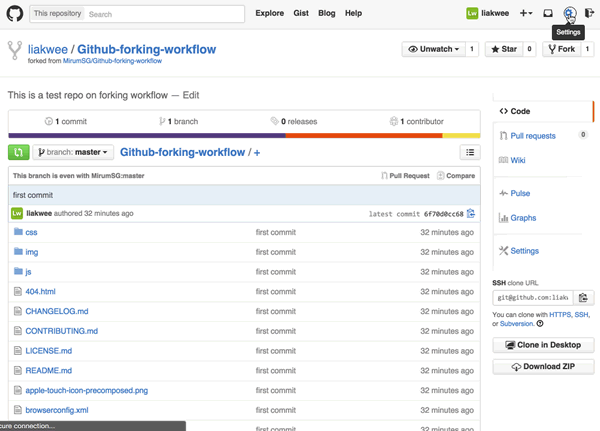 This repository Search Explore Gist Blog Help liakwee
Settings
liakwee / Github-forking-workflow Unwatch 1 Star 0 Fork 1
forked from MirumSG/Github-forking-workflow
This is a test repo on forking workflow — Edit
1 commit 1 branch 0 releases 1 contributor
branch: master Github-forking-workflow / +
This branch is even with MirumSG:master Pull Request Compare
first commit
Lw liakwee authored 32 minutes ago latest commit 6f70d0cc68
css first commit 32 minutes ago
img first commit 32 minutes ago
js first commit 32 minutes ago
404.html first commit 32 minutes ago
CHANGELOG.md first commit 32 minutes ago
CONTRIBUTING.md first commit 32 minutes ago
LICENSE.md first commit 32 minutes ago
README.md first commit 32 minutes ago
apple-touch-icon-precomposed.png first commit 32 minutes ago
browserconfig.xml first commit 32 minutes ago
cure connection...
Code
Pull requests 0
Wiki
Pulse
Graphs
Settings
SSH clone URL
git@github.com:liakw
You can clone with HTTPS, SSH,
or Subversion.
Clone in Desktop
Download ZIP